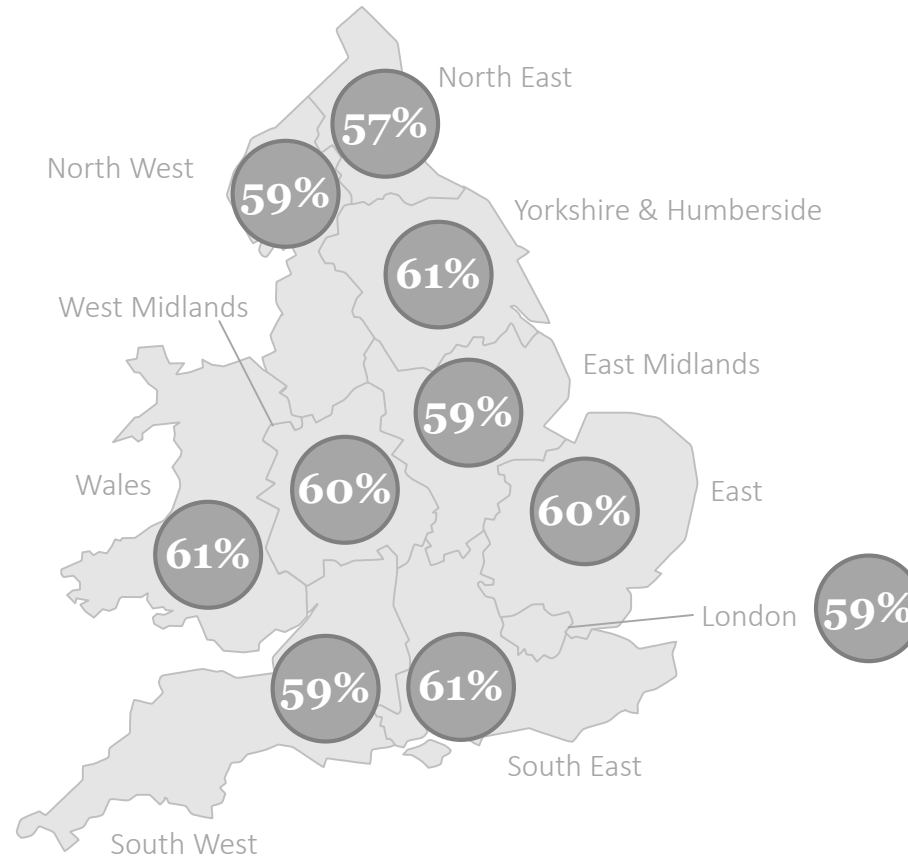 North East
57%
North West
59%
Yorkshire & Humberside
61%
West Midlands
East Midlands
59%
Wales
60%
East
60%
61%
London
59%
59%
61%
South East
South West